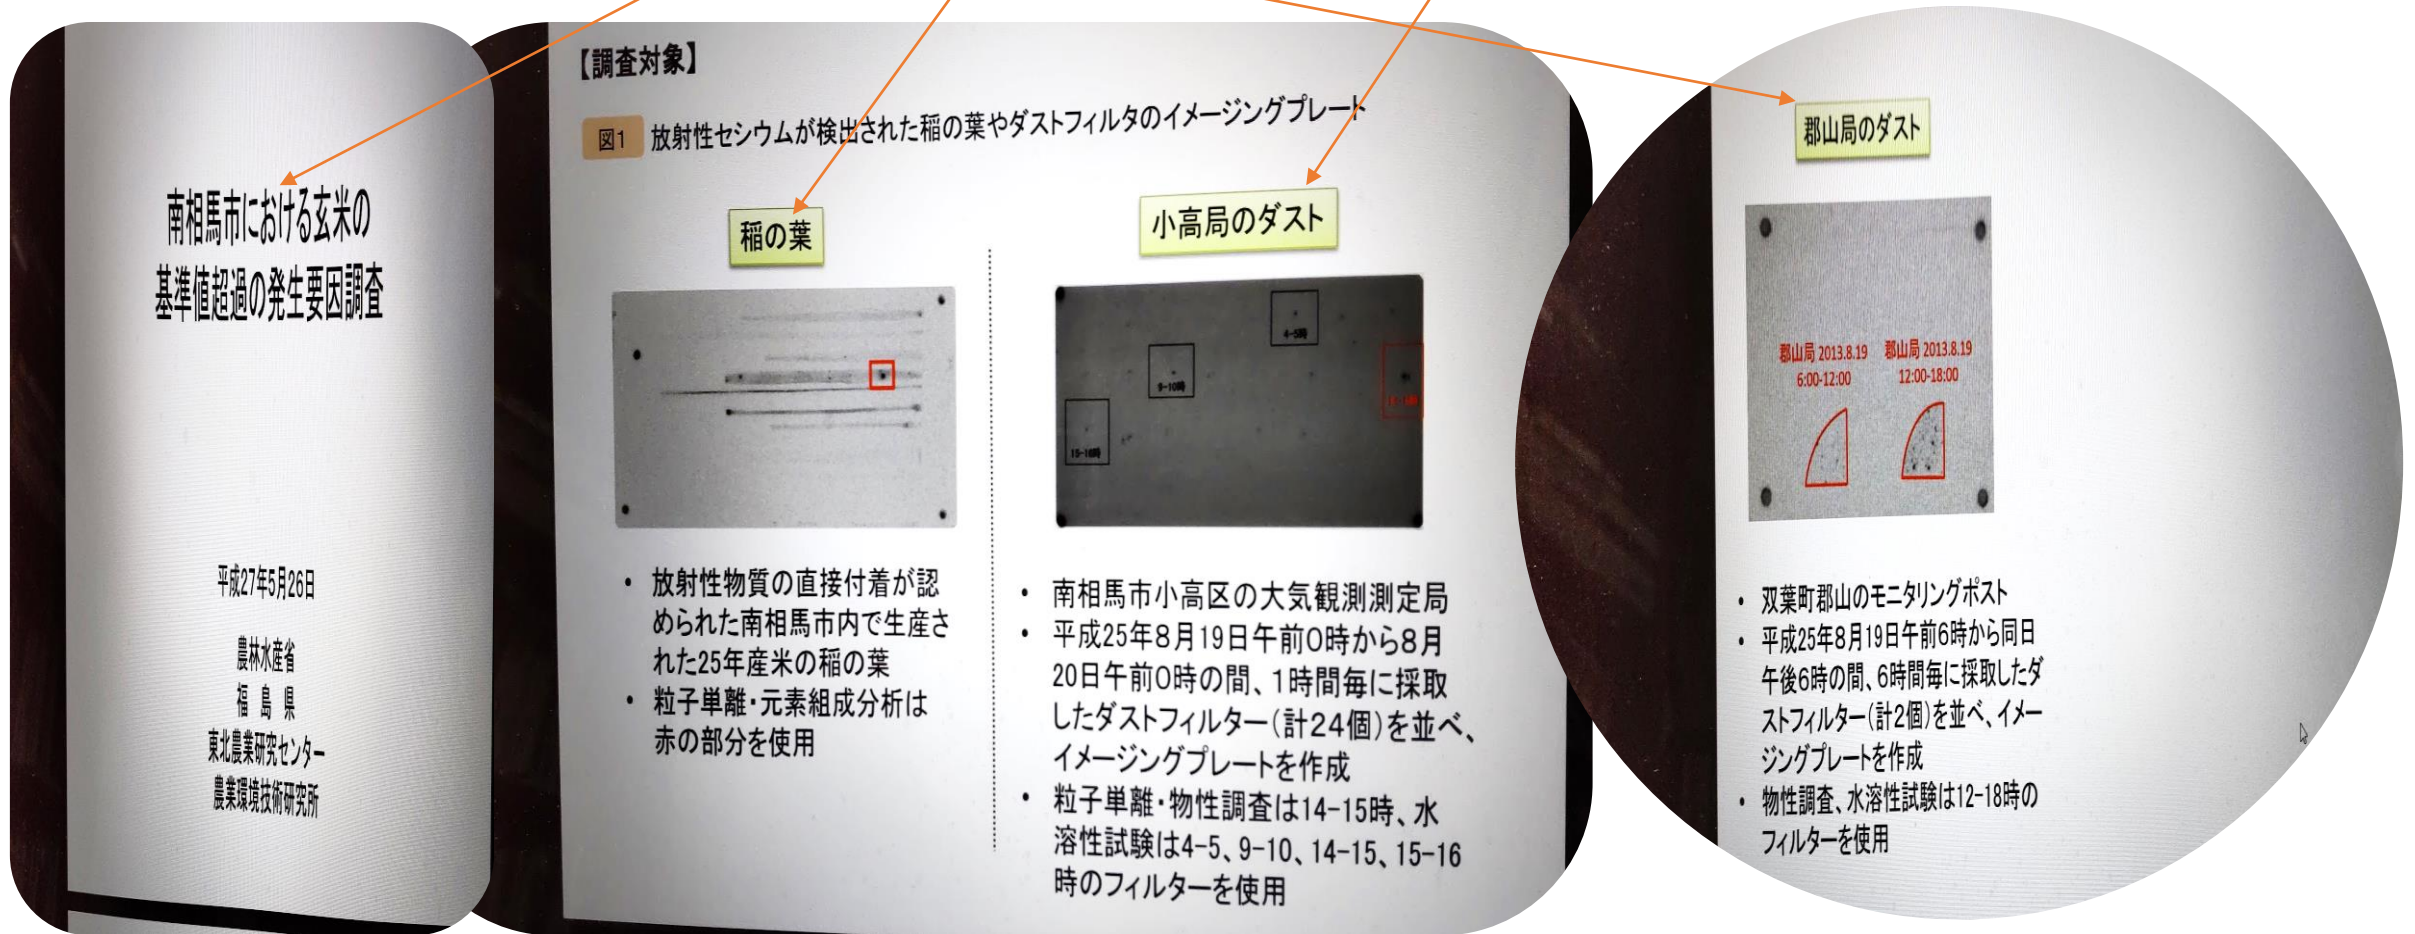 南相馬市における玄米の
基準値超過の発生要因調査
平成27年5月26日
農林水産省
福 島 県
東北農業研究センター
農業環境技術研究所
【調査対象】
図1 放射性セシウムが検出された稲の葉やダストフィルタのイメージングプレート
稲の葉
・ 放射性物質の直接付着が認
められた南相馬市内で生産さ
れた25年産米の稲の葉
・ 粒子単離・元素組成分析は
赤の部分を使用
小高局のダスト
4-5時
9-10時
15-16時
・ 南相馬市小高区の大気観測測定局
・ 平成25年8月19日午前0時から8月
20日午前0時の間、1時間毎に採取
したダストフィルター(計24個)を並べ、
イメージングプレートを作成
・ 粒子単離・物性調査は14-15時、水
溶性試験は4-5、9-10、14-15、15-16
時のフィルターを使用
郡山局のダスト
郡山局 2013.8.19
6:00-12:00
郡山局 2013.8.19
12:00-18:00
・ 双葉町郡山のモニタリングポスト
・ 平成25年8月19日午前6時から同日
午後6時の間、6時間毎に採取したダ
ストフィルター(計2個)を並べ、イメー
ジングプレートを作成
・ 物性調査、水溶性試験は12-18時の
フィルターを使用